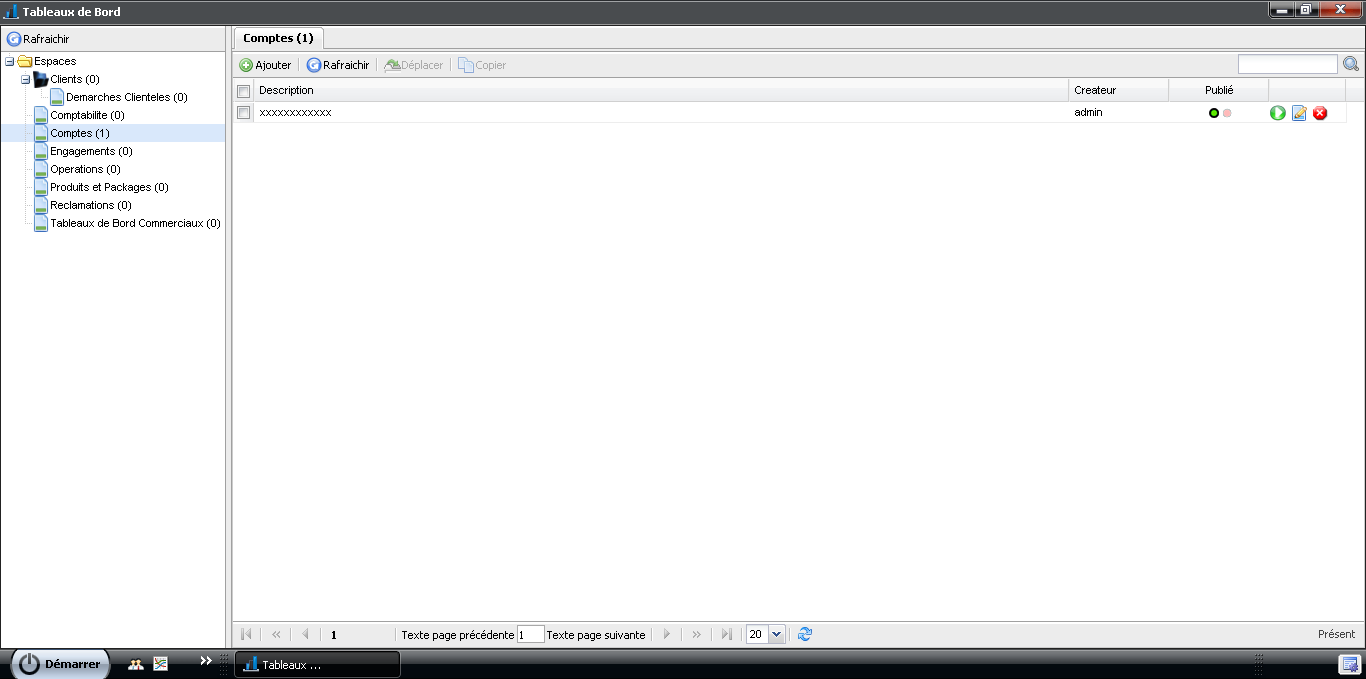 Tableaux de Bord
Rafraichir
Espaces
Clients (0)
Demarches Clienteles (0)
Comptabilite (0)
Comptes (1)
Engagements (0)
Operations (0)
Produits et Packages (0)
Reclamations (0)
Tableaux de Bord Commerciaux (0)
Comptes (1)
Ajouter Rafraichir Déplacer Copier
Description Createur Publié
xxxxxxxxxxxx admin
1 Texte page précédente 1 Texte page suivante 20 Présent
Démarrer Tableaux ...